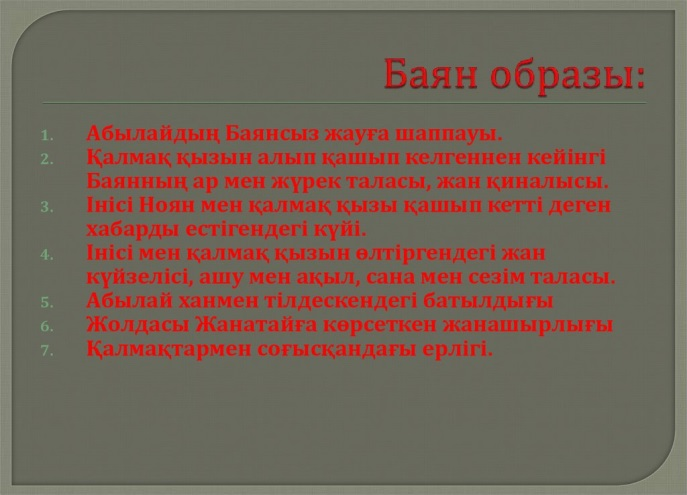 Баян образы:
1. Абылайдың Баянсыз жауға шаппауы.
2. Қалмақ қызын алып қашып келгеннен кейінгі
Баянның ар мен жүрек таласы, жан қиналысы.
3. Інісі Ноян мен қалмақ қызы қашып кетті деген
хабарды естігендегі күйі.
4. Інісі мен қалмақ қызын өлтіргендегі жан
күйзелісі, ашу мен ақыл, сана мен сезім таласы.
5. Абылай ханмен тілдескендегі батылдығы
6. Жолдасы Жанатайға көрсеткен жанашырлығы
7. Қалмақтармен соғысқандағы ерлігі.